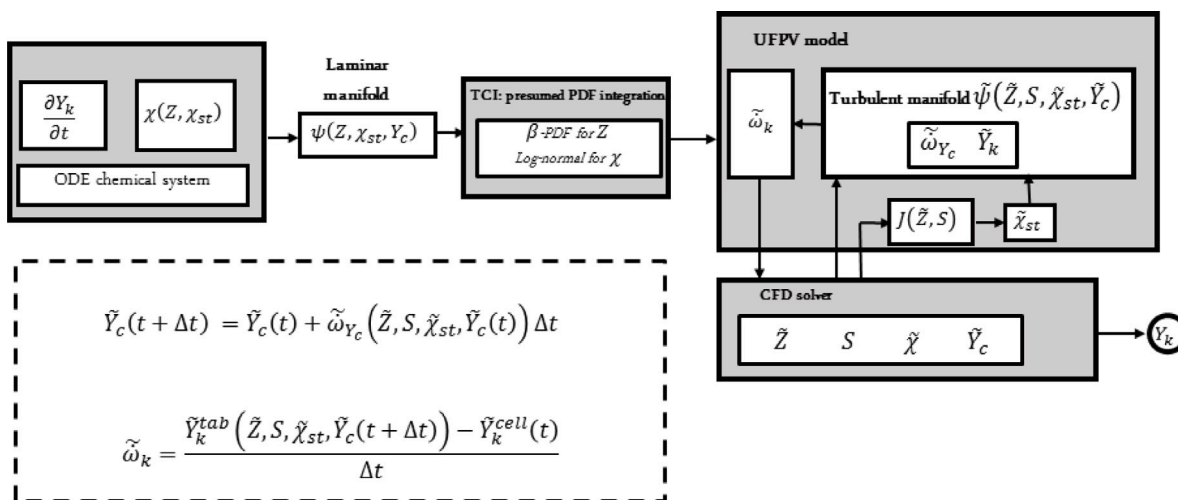 ∂Y_k/∂t
χ(Z, χ_st)
ODE chemical system
Laminar
manifold
ψ(Z, χ_st, Y_c)
TCI: presumed PDF integration
β-PDF for Z
Log-normal for χ
UFPV model
ω̇̃_k
Turbulent manifold ψ̃(Z̃, S, χ̃_st, Ỹ_c)
ω̇̃_{Y_c} Ỹ_k
J(Z̃, S)
χ̃_st
CFD solver
Z̃ S χ̃ Ỹ_c
Y_k
Ỹ_c(t + Δt) = Ỹ_c(t) + ω̇̃_{Y_c}(Z̃, S, χ̃_st, Ỹ_c(t)) Δt
ω̇̃_k = (Ỹ_k^{tab}(Z̃, S, χ̃_st, Ỹ_c(t + Δt)) − Ỹ_k^{cell}(t)) / Δt